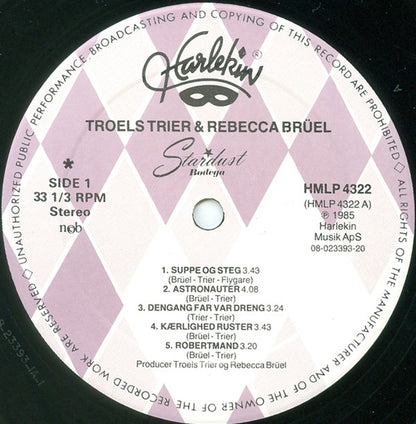 UNAUTHORIZED PUBLIC PERFORMANCE, BROADCASTING AND COPYING OF THIS RECORD ARE PROHIBITED ◇ ALL RIGHTS OF THE MANUFACTURER AND OF THE OWNER OF THE RECORDED WORK ARE RESERVED ◇
Harlekin ®
TROELS TRIER & REBECCA BRÜEL
Stardust
Bodega
*
SIDE 1
33 1/3 RPM
Stereo
n©b
HMLP 4322
(HMLP 4322 A)
℗ 1985
Harlekin
Musik ApS
08-023393-20
1. SUPPE OG STEG 3.43
(Brüel - Trier - Flygare)
2. ASTRONAUTER 4.08
(Brüel - Trier)
3. DENGANG FAR VAR DRENG 3.24
(Trier - Trier)
4. KÆRLIGHED RUSTER 3.43
(Brüel - Trier)
5. ROBERTMAND 3.20
(Brüel - Trier)
Producer Troels Trier og Rebecca Brüel